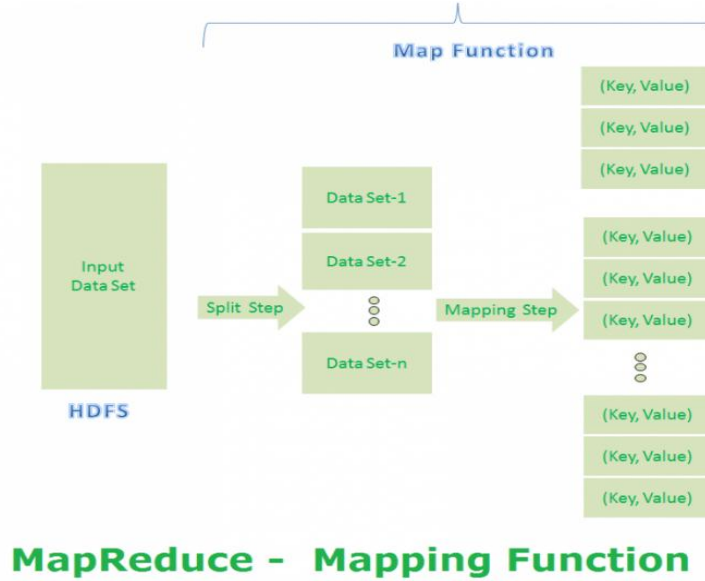 Map Function
(Key, Value)
(Key, Value)
(Key, Value)
Input
Data Set
HDFS
Split Step
Data Set-1
Data Set-2
Data Set-n
Mapping Step
(Key, Value)
(Key, Value)
(Key, Value)
(Key, Value)
(Key, Value)
(Key, Value)
MapReduce - Mapping Function